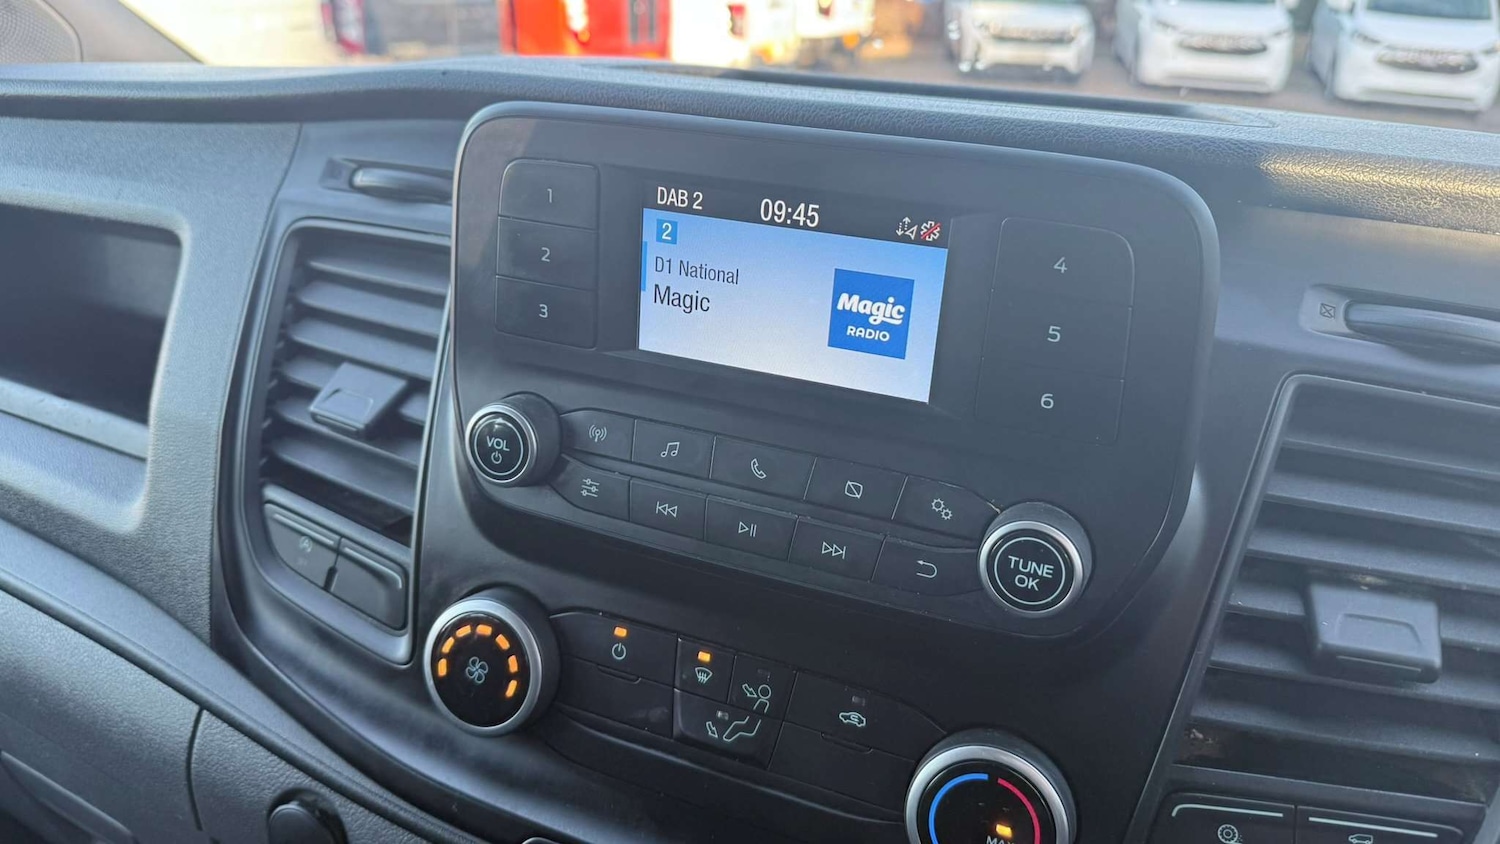 DAB 2
09:45
2
D1 National
Magic
Magic
RADIO
1
2
3
4
5
6
VOL
TUNE
OK